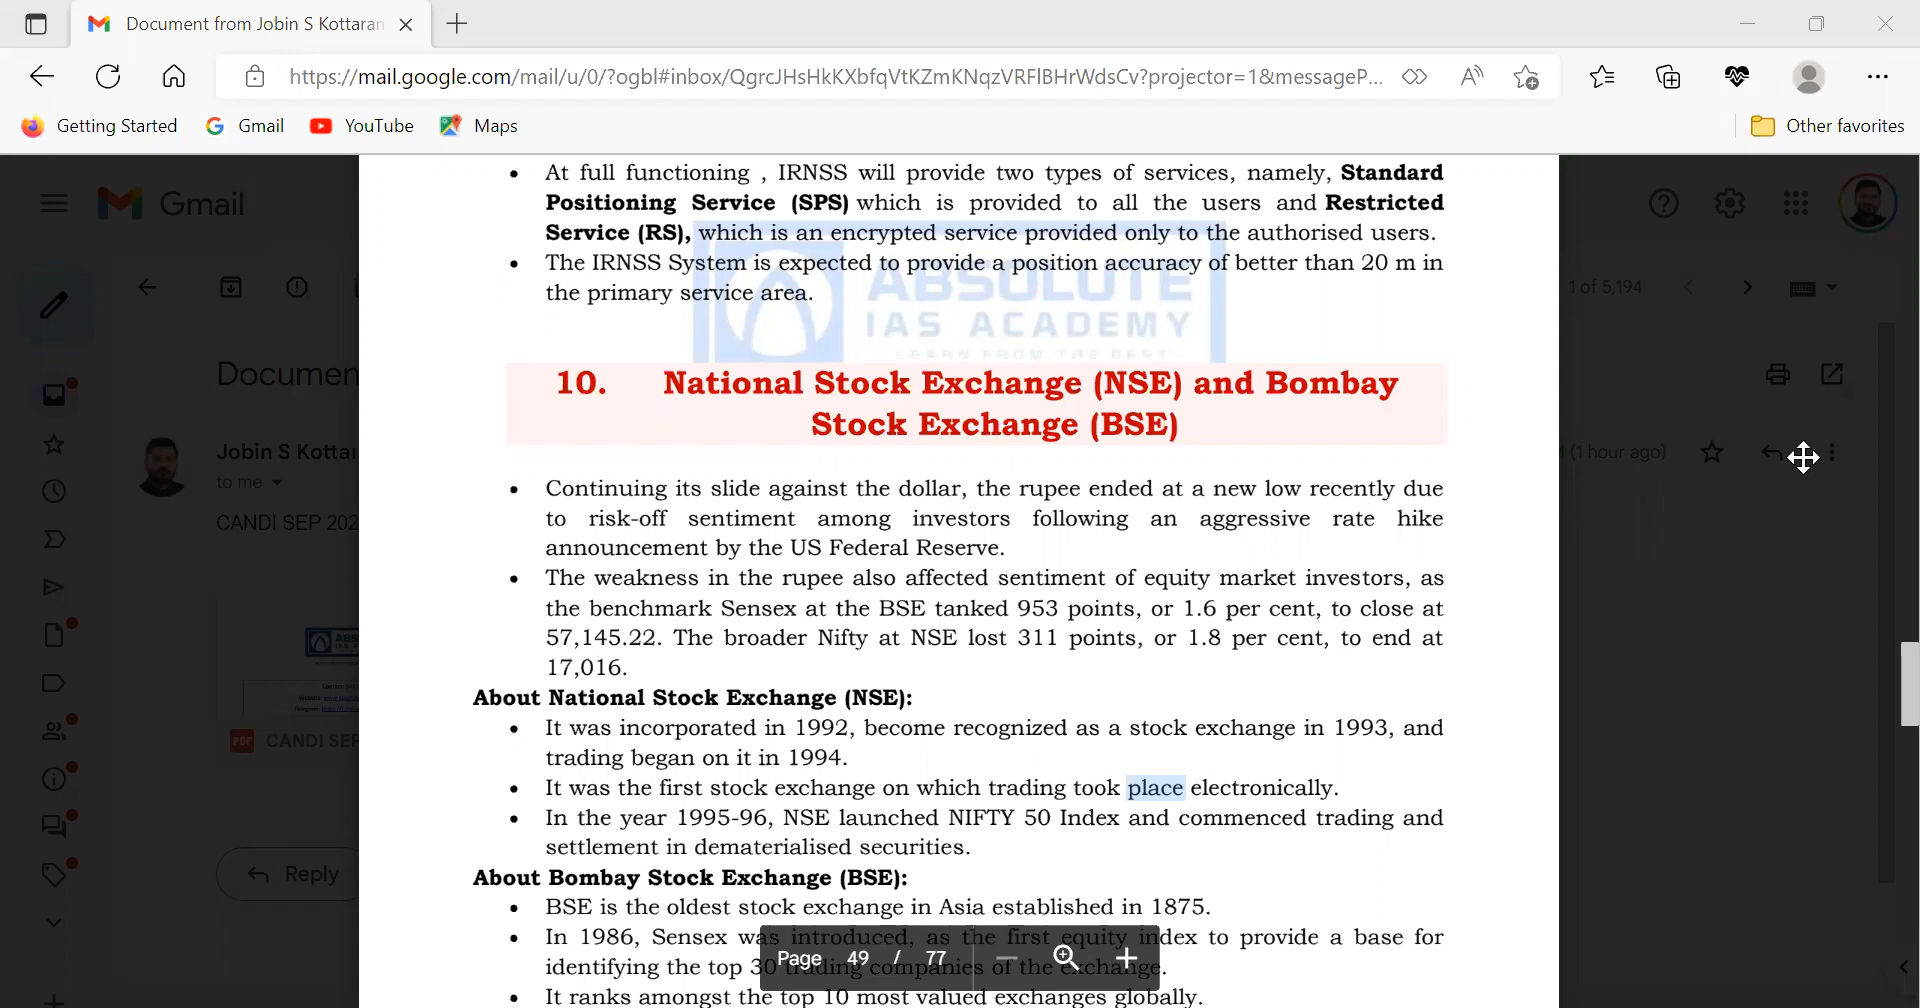 Document from Jobin S Kottaran
https://mail.google.com/mail/u/0/?ogbl#inbox/QgrcJHsHkKXbfqVtKZmKNqzVRFlBHrWdsCv?projector=1&messageP...
Getting Started
Gmail
YouTube
Maps
Other favorites
Gmail
1 of 5,194
Documen
Jobin S Kottar
(1 hour ago)
to me
CANDI SEP 202
PDF
CANDI SEP
Reply
At full functioning , IRNSS will provide two types of services, namely, Standard
Positioning Service (SPS) which is provided to all the users and Restricted
Service (RS), which is an encrypted service provided only to the authorised users.
The IRNSS System is expected to provide a position accuracy of better than 20 m in
the primary service area.
ABSOLUTE
IAS ACADEMY
LEARN FROM THE BEST
10. National Stock Exchange (NSE) and Bombay
Stock Exchange (BSE)
Continuing its slide against the dollar, the rupee ended at a new low recently due
to risk-off sentiment among investors following an aggressive rate hike
announcement by the US Federal Reserve.
The weakness in the rupee also affected sentiment of equity market investors, as
the benchmark Sensex at the BSE tanked 953 points, or 1.6 per cent, to close at
57,145.22. The broader Nifty at NSE lost 311 points, or 1.8 per cent, to end at
17,016.
About National Stock Exchange (NSE):
It was incorporated in 1992, become recognized as a stock exchange in 1993, and
trading began on it in 1994.
It was the first stock exchange on which trading took place electronically.
In the year 1995-96, NSE launched NIFTY 50 Index and commenced trading and
settlement in dematerialised securities.
About Bombay Stock Exchange (BSE):
BSE is the oldest stock exchange in Asia established in 1875.
In 1986, Sensex was introduced, as the first equity index to provide a base for
identifying the top 30 trading companies of the exchange.
It ranks amongst the top 10 most valued exchanges globally.
Page 49 / 77